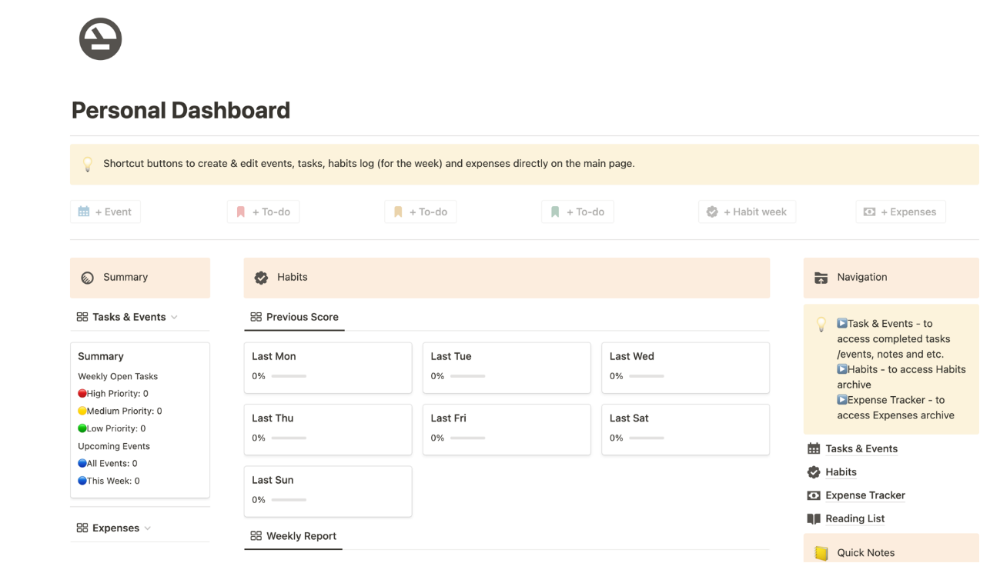 Personal Dashboard
Shortcut buttons to create & edit events, tasks, habits log (for the week) and expenses directly on the main page.
+ Event
+ To-do
+ To-do
+ To-do
+ Habit week
+ Expenses
Summary
Tasks & Events
Summary
Weekly Open Tasks
High Priority: 0
Medium Priority: 0
Low Priority: 0
Upcoming Events
All Events: 0
This Week: 0
Expenses
Habits
Previous Score
Last Mon
0%
Last Tue
0%
Last Wed
0%
Last Thu
0%
Last Fri
0%
Last Sat
0%
Last Sun
0%
Weekly Report
Navigation
Task & Events - to
access completed tasks
/events, notes and etc.
Habits - to access Habits
archive
Expense Tracker - to
access Expenses archive
Tasks & Events
Habits
Expense Tracker
Reading List
Quick Notes